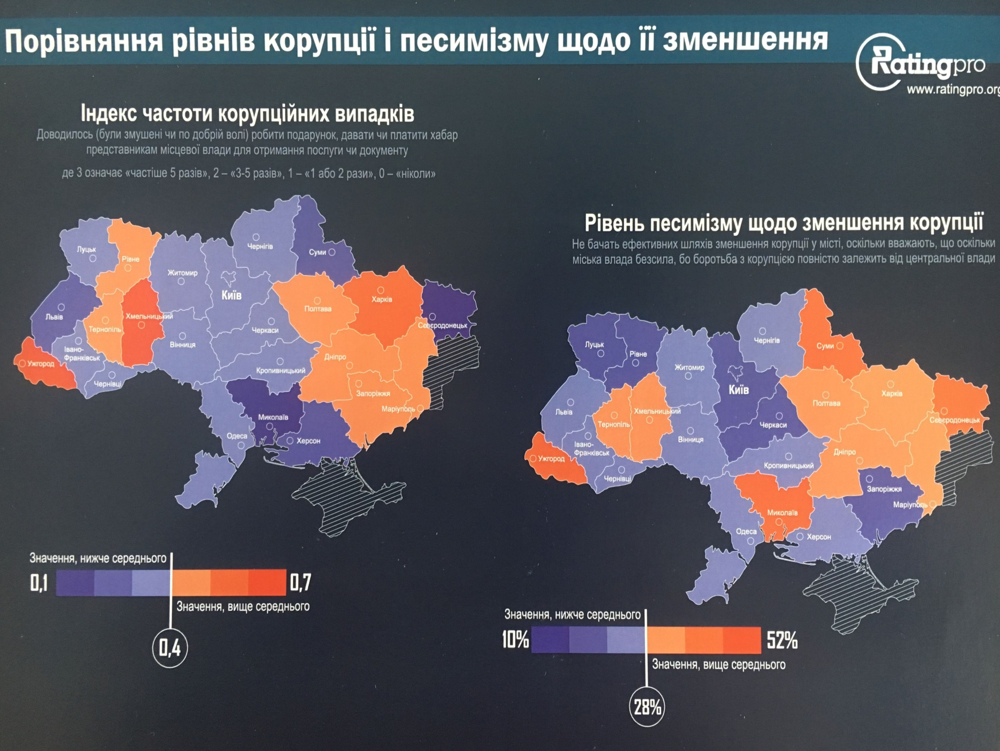 Порівняння рівнів корупції і песимізму щодо її зменшення
Ratingpro
www.ratingpro.org
Індекс частоти корупційних випадків
Доводилось (були змушені чи по добрій волі) робити подарунок, давати чи платити хабар
представникам місцевої влади для отримання послуги чи документу
де 3 означає «частіше 5 разів», 2 – «3-5 разів», 1 – «1 або 2 рази», 0 – «ніколи»
Чернігів
Луцьк
Суми
Рівне
Житомир
Київ
Харків
Полтава
Львів
Хмельницький
Сєвєродонецьк
Тернопіль
Черкаси
Вінниця
Івано-
Франківськ
Дніпро
Ужгород
Кропивницький
Чернівці
Запоріжжя
Маріуполь
Миколаїв
Одеса
Херсон
Значення, нижче середнього
0,1
0,7
Значення, вище середнього
0,4
Рівень песимізму щодо зменшення корупції
Не бачать ефективних шляхів зменшення корупції у місті, оскільки вважають, що оскільки
міська влада безсила, бо боротьба з корупцією повністю залежить від центральної влади
Чернігів
Луцьк
Суми
Рівне
Житомир
Київ
Харків
Полтава
Львів
Хмельницький
Сєвєродонецьк
Тернопіль
Черкаси
Вінниця
Івано-
Франківськ
Дніпро
Ужгород
Кропивницький
Чернівці
Запоріжжя
Маріуполь
Миколаїв
Одеса
Херсон
Значення, нижче середнього
10%
52%
Значення, вище середнього
28%